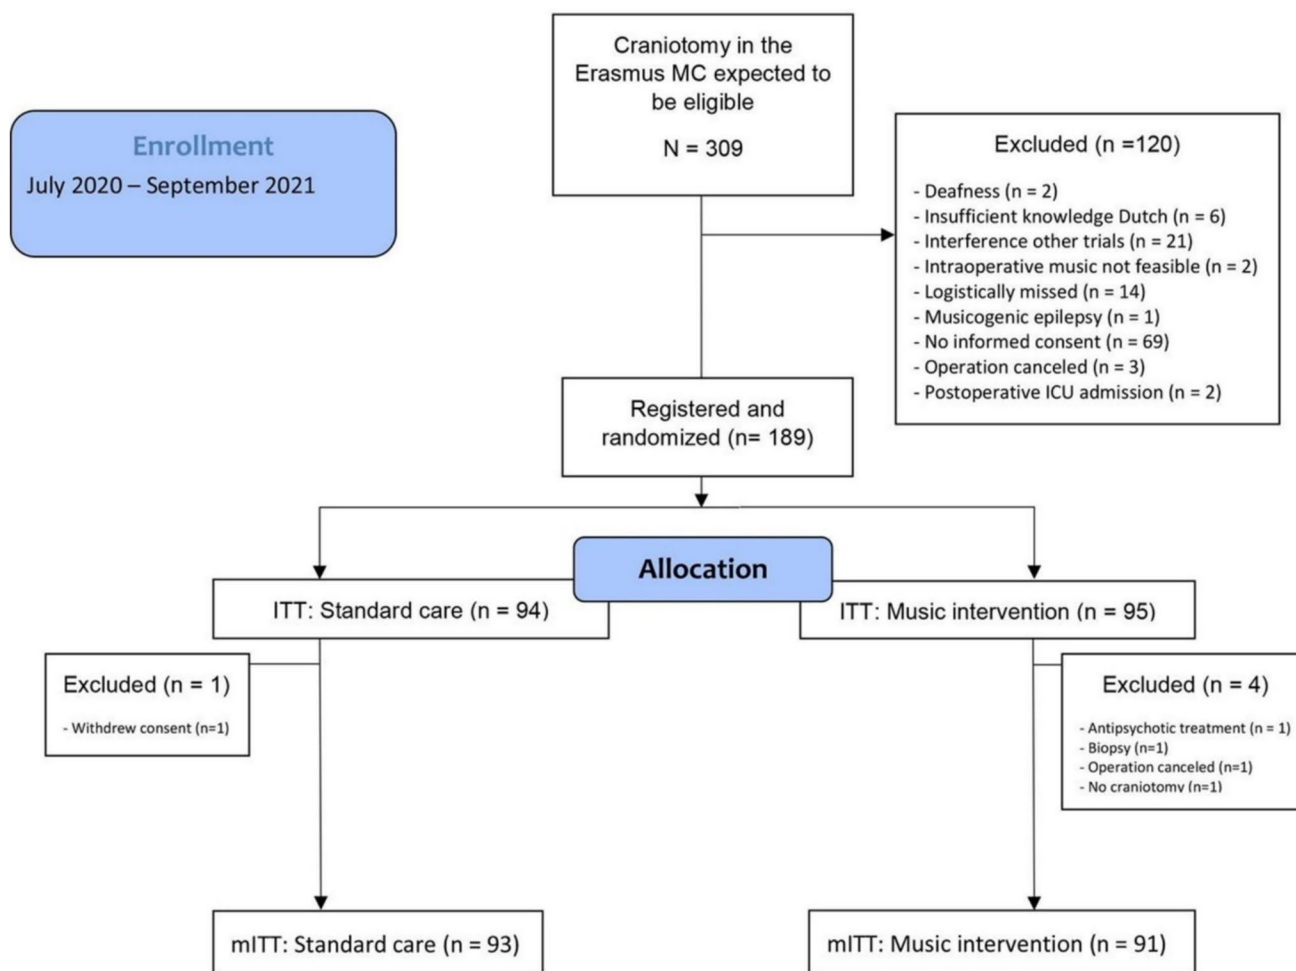 Craniotomy in the
Erasmus MC expected to
be eligible
N = 309
Enrollment
July 2020 – September 2021
Excluded (n =120)
- Deafness (n = 2)
- Insufficient knowledge Dutch (n = 6)
- Interference other trials (n = 21)
- Intraoperative music not feasible (n = 2)
- Logistically missed (n = 14)
- Musicogenic epilepsy (n = 1)
- No informed consent (n = 69)
- Operation canceled (n = 3)
- Postoperative ICU admission (n = 2)
Registered and
randomized (n= 189)
Allocation
ITT: Standard care (n = 94)
ITT: Music intervention (n = 95)
Excluded (n = 1)
- Withdrew consent (n=1)
Excluded (n = 4)
- Antipsychotic treatment (n = 1)
- Biopsy (n=1)
- Operation canceled (n=1)
- No craniotomy (n=1)
mITT: Standard care (n = 93)
mITT: Music intervention (n = 91)